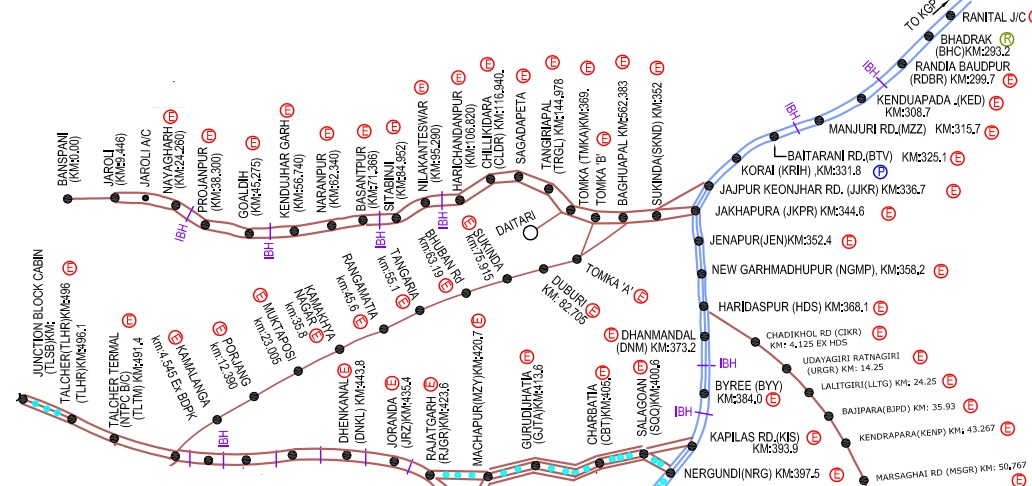 TO KGP
RANITAL J/C E
BHADRAK R
(BHC)KM:293.2
RANDIA BAUDPUR
(RDBR) KM:299.7 E
KENDUAPADA .(KED) E
KM:308.7
MANJURI RD.(MZZ) KM:315.7 E
BAITARANI RD.(BTV) KM:325.1 E
KORAI (KRIH) ,KM:331.8 P
JAJPUR KEONJHAR RD. (JJKR) KM:336.7 E
JAKHAPURA (JKPR) KM:344.6 E
JENAPUR(JEN)KM:352.4 E
NEW GARHMADHUPUR (NGMP), KM:358.2 E
HARIDASPUR (HDS) KM:368.1 E
E DHANMANDAL
(DNM) KM:373.2
BYREE (BYY)
KM:384.0 E
KAPILAS RD.(KIS) E
KM:393.9
NERGUNDI(NRG) KM:397.5 E
IBH
IBH
IBH
IBH
CHADIKHOL RD (CIKR) E
KM: 4.125 EX HDS
UDAYAGIRI RATNAGIRI E
(URGR) KM: 14.25
LALITGIRI(LLTG) KM: 24.25 E
BAJIPARA(BJPD) KM: 35.93 E
KENDRAPARA(KENP) KM: 43.267 E
MARSAGHAI RD (MSGR) KM: 50.767
E
BANSPANI
(KM:0.00)
JAROLI
(KM:9.446)
JAROLI A/C
NAYAGHARH E
(KM:24.260)
IBH
PROJANPUR E
(KM:38.300)
GOALDIH E
(KM:45.275)
IBH
KENDUJHAR GARH E
(KM:56.740)
NARANPUR E
(KM:62.340)
BASANTPUR E
(KM:71.366)
IBH
SITABINJ E
(KM:84.952)
NILAKANTESWAR E
(KM:95.290)
IBH
HARICHANDANPUR E
(KM:106.820)
CHILLIKIDARA E
(CLDR) KM:116.940.
SAGADAPETA E
TANGIRIAPAL E
(TRGL) KM:144.978
TOMKA (TMKA)KM:369. E
TOMKA 'B' E
BAGHUAPAL KM:562.383 E
SUKINDA(SKND) KM:352 E
DAITARI
TOMKA 'A' E
DUBURI E
KM: 82.705
SUKINDA E
km:75.915
BHUBAN Rd
km:63.19 E
TANGARIA
km:55.1 E
RANGAMATIA
km:45.6 E
KAMAKHYA
NAGAR E
km:35.8
E MUKTAPOSI
km:23.005
E PORJANG
km:12.390
E KAMALANGA
km:4.545 Ex BDPK
JUNCTION BLOCK CABIN
(TLSB)KM:
TALCHER(TLHR)KM:496 E
(TLHR)KM:496.1
TALCHER TERMAL E
(NTPC B/C)
(TLTM) KM:491.4
IBH
DHENKANAL E
(DNKL) KM:443.8
JORANDA E
(JRZ)KM:435.4
RAJATGARH E
(RJGR)KM:423.6
MACHAPUR(MZY)KM:420.7 E
GURUDIJHATIA E
(GJTA)KM:413.6
CHARBATIA E
(CBT)KM:405
SALAGOAN E
(SQQ)KM:400.6